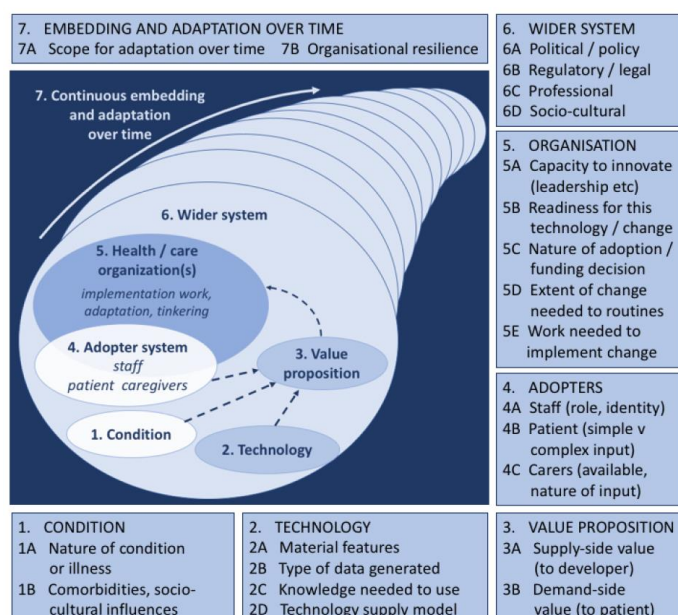 7. EMBEDDING AND ADAPTATION OVER TIME
7A Scope for adaptation over time 7B Organisational resilience
7. Continuous embedding
and adaptation
over time
6. Wider system
5. Health / care
organization(s)
implementation work,
adaptation, tinkering
4. Adopter system
staff
patient caregivers
3. Value
proposition
1. Condition
2. Technology
6. WIDER SYSTEM
6A Political / policy
6B Regulatory / legal
6C Professional
6D Socio-cultural
5. ORGANISATION
5A Capacity to innovate
(leadership etc)
5B Readiness for this
technology / change
5C Nature of adoption /
funding decision
5D Extent of change
needed to routines
5E Work needed to
implement change
4. ADOPTERS
4A Staff (role, identity)
4B Patient (simple v
complex input)
4C Carers (available,
nature of input)
1. CONDITION
1A Nature of condition
or illness
1B Comorbidities, socio-
cultural influences
2. TECHNOLOGY
2A Material features
2B Type of data generated
2C Knowledge needed to use
2D Technology supply model
3. VALUE PROPOSITION
3A Supply-side value
(to developer)
3B Demand-side
value (to patient)